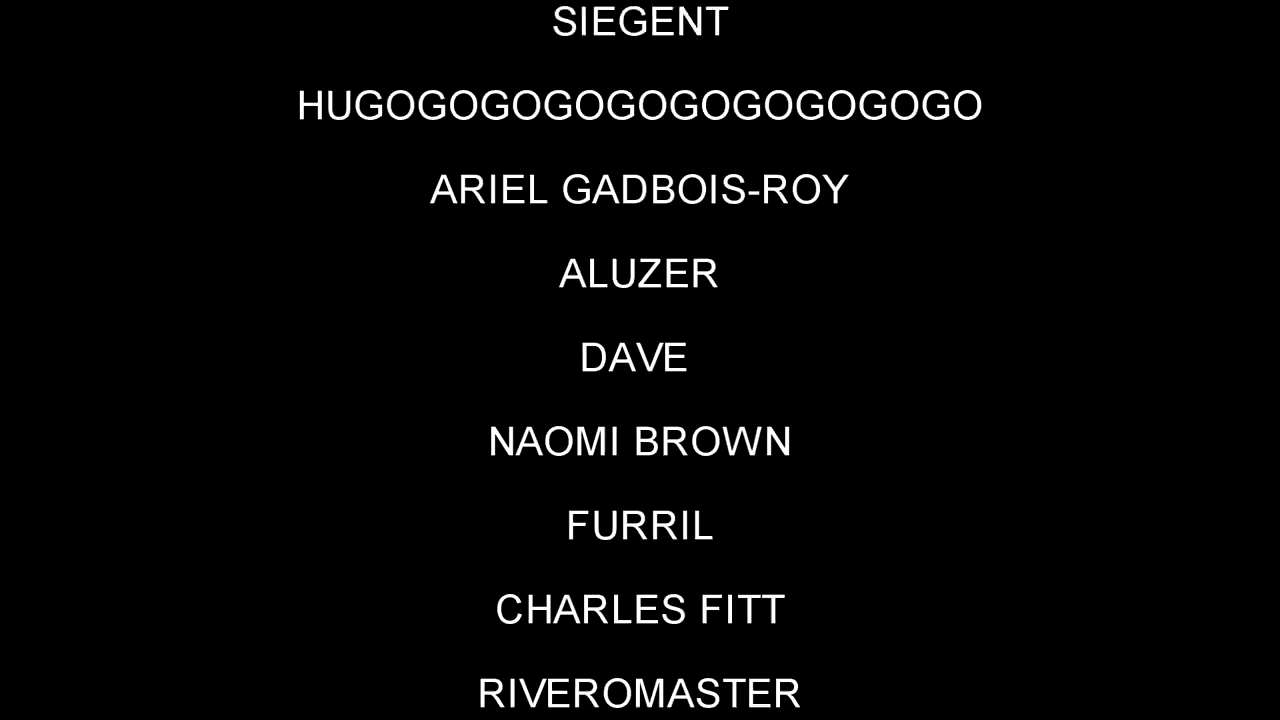 SIEGENT
HUGOGOGOGOGOGOGOGOGOGO
ARIEL GADBOIS-ROY
ALUZER
DAVE
NAOMI BROWN
FURRIL
CHARLES FITT
RIVEROMASTER